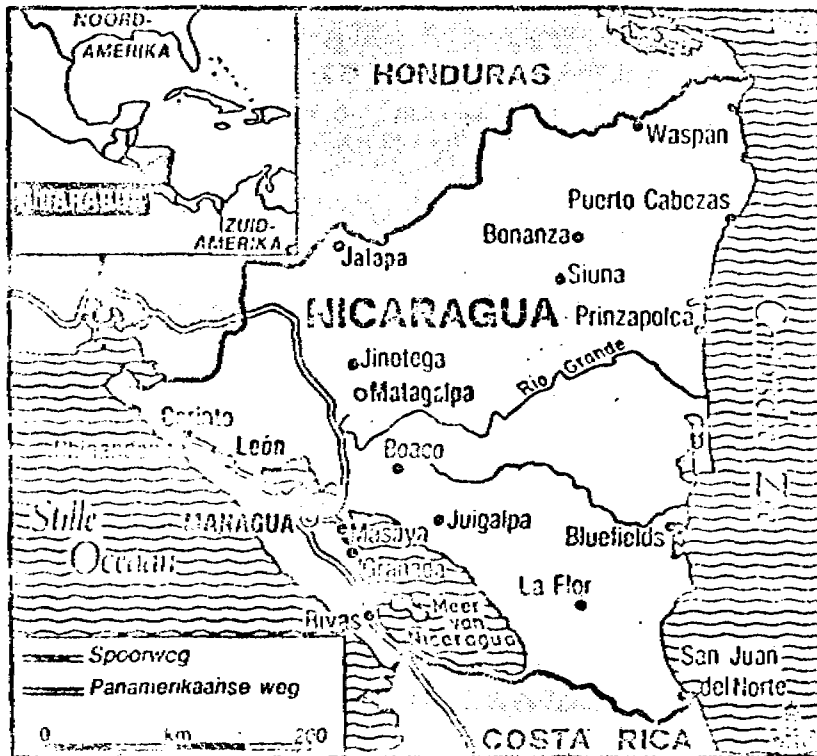 NOORD-
AMERIKA
ZUID-
AMERIKA
HONDURAS
Waspán
Puerto Cabezas
Bonanza
Jalapa
Siuna
NICARAGUA
Prinzapolca
Jinotega
Rio Grande
Matagalpa
Corinto
León
Boaco
Stille
Oceaan
MANAGUA
Masaya
Juigalpa
Bluefields
Granada
La Flor
Rivas
Meer
van
Nicaragua
Spoorweg
Panamerikaanse weg
San Juan
del Norte
0 km 200
COSTA RICA